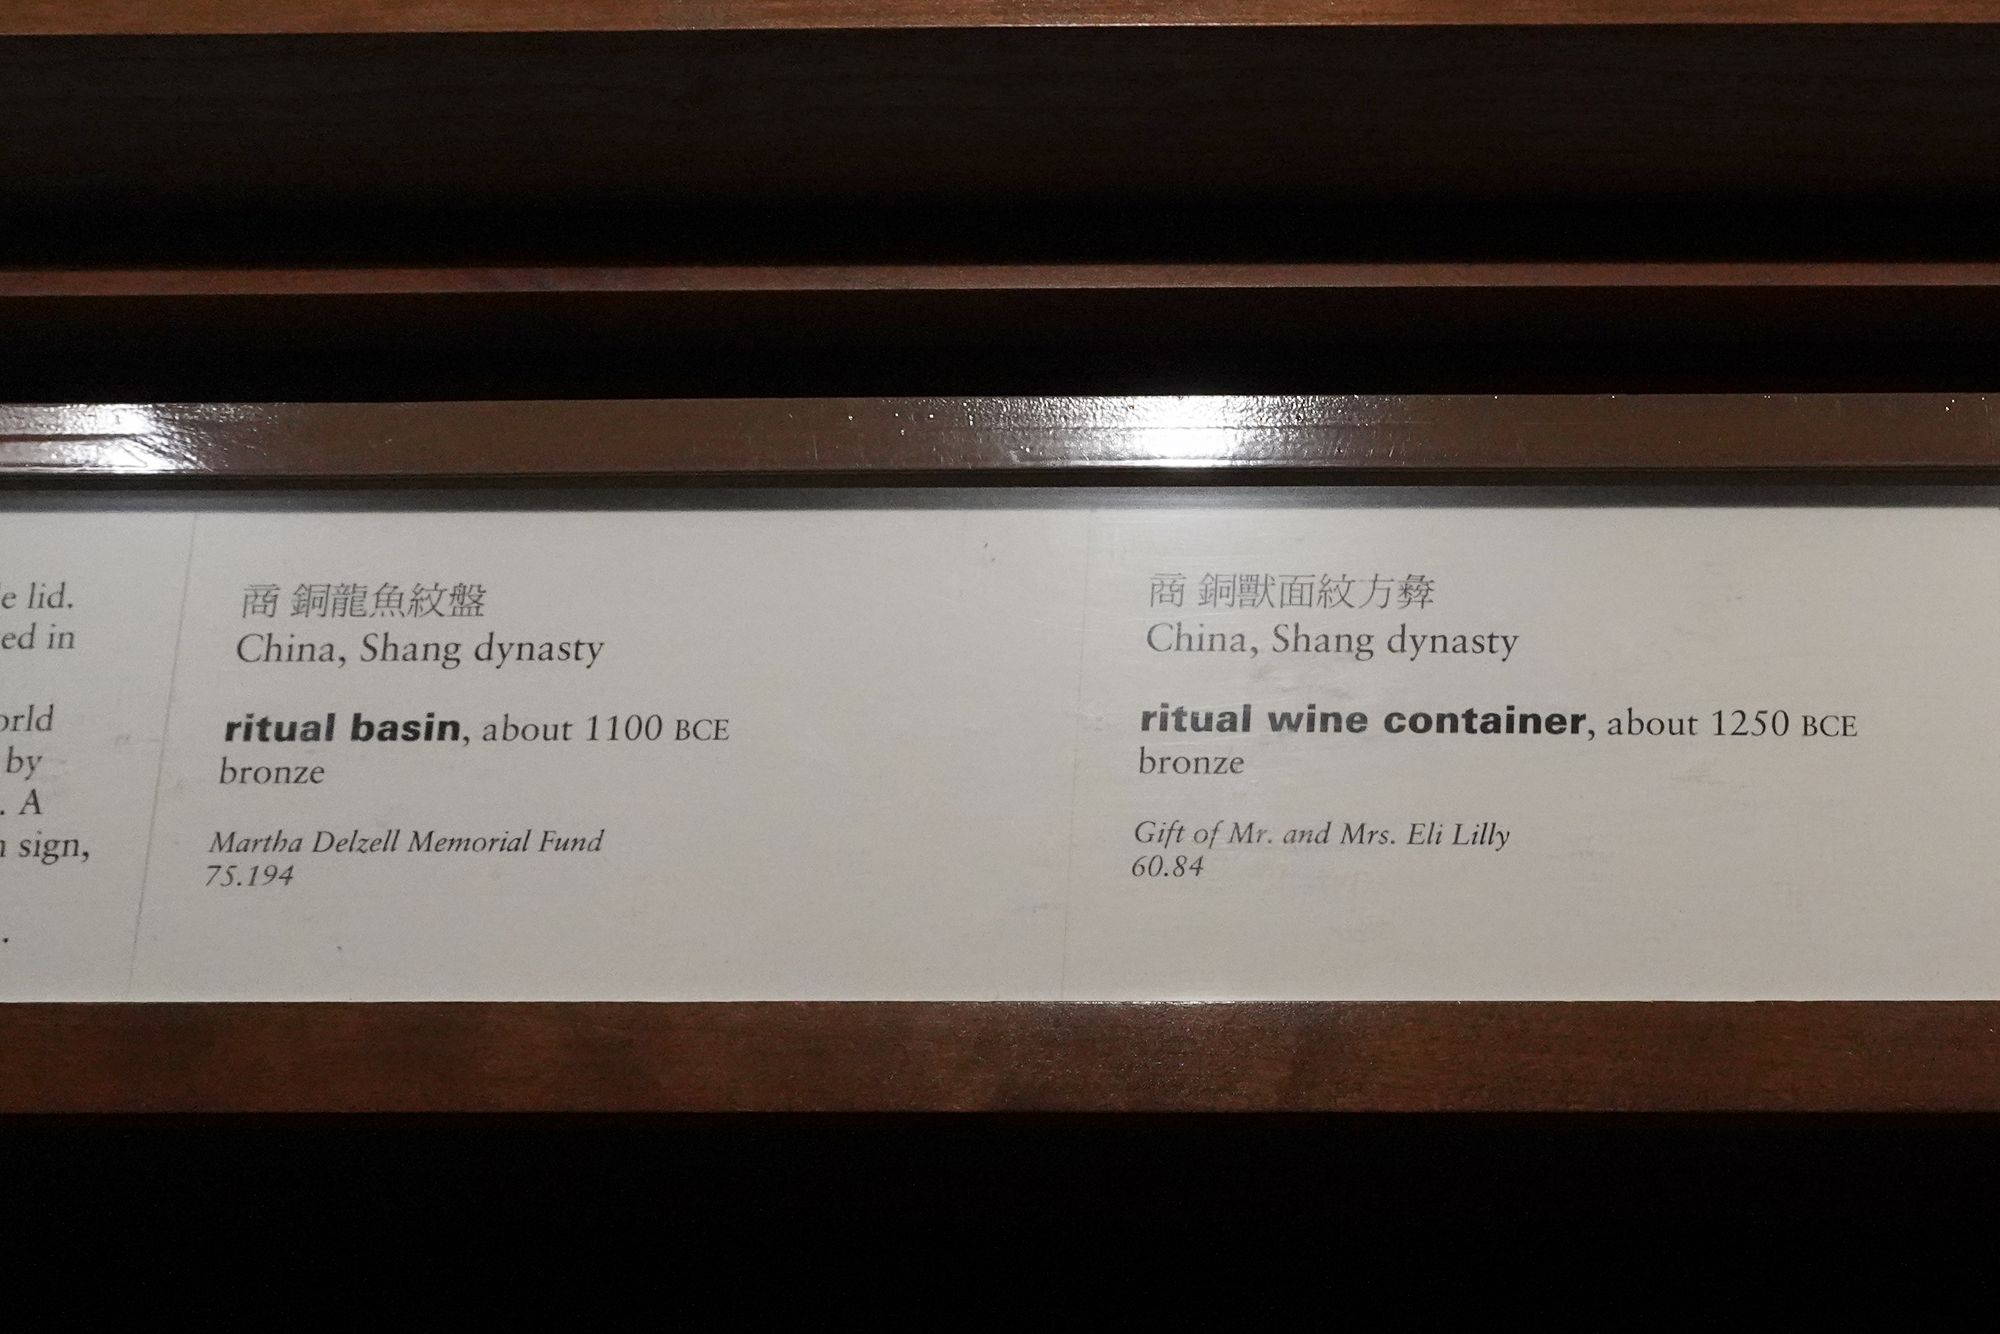 e lid.
ed in
orld
by
. A
n sign,
.
商 銅龍魚紋盤
China, Shang dynasty
ritual basin, about 1100 BCE
bronze
Martha Delzell Memorial Fund
75.194
商 銅獸面紋方彝
China, Shang dynasty
ritual wine container, about 1250 BCE
bronze
Gift of Mr. and Mrs. Eli Lilly
60.84